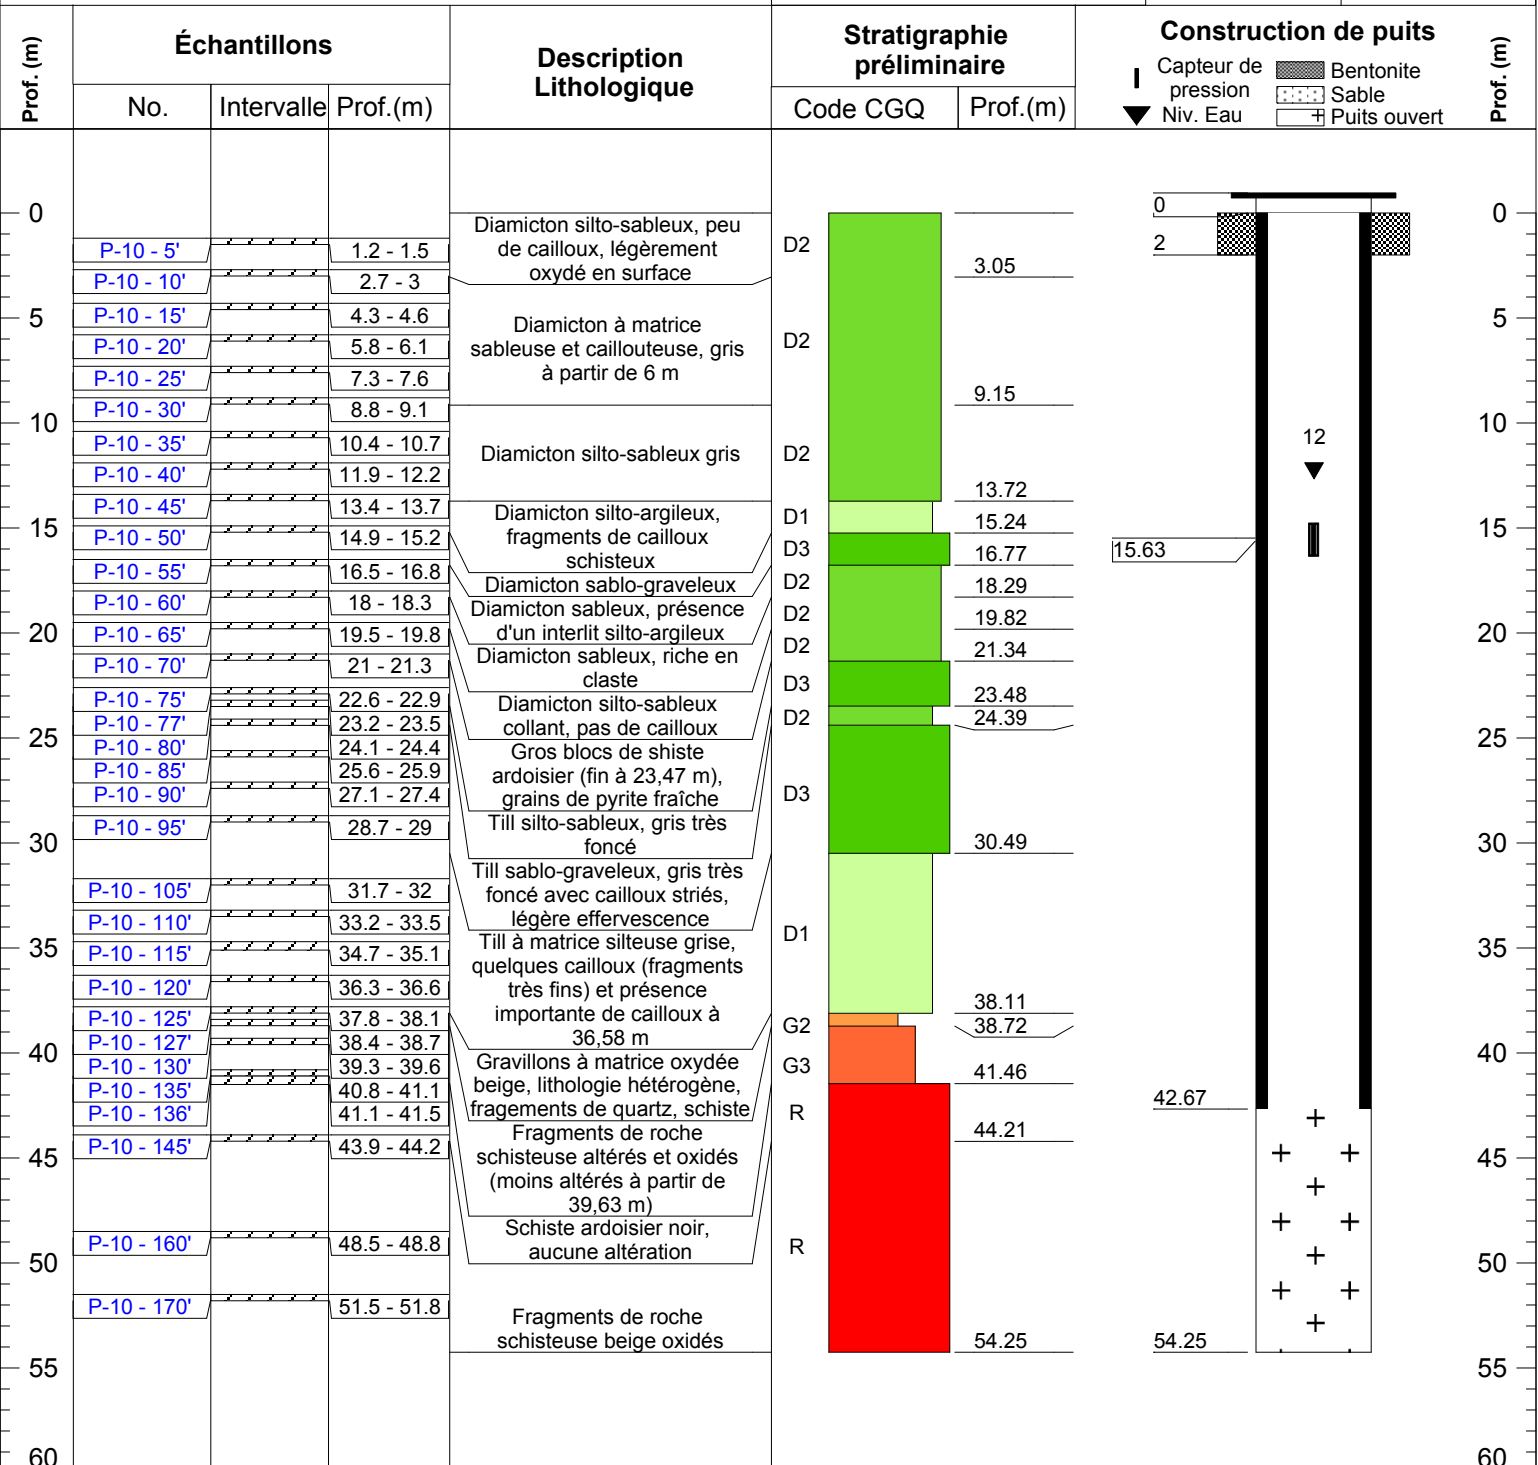 Prof. (m)
Échantillons
No.
Intervalle
Prof.(m)
Description
Lithologique
Stratigraphie
préliminaire
Code CGQ
Prof.(m)
Construction de puits
Capteur de
pression
Niv. Eau
Bentonite
Sable
Puits ouvert
Prof. (m)
0
5
10
15
20
25
30
35
40
45
50
55
60
P-10 - 5' 1.2 - 1.5
P-10 - 10' 2.7 - 3
P-10 - 15' 4.3 - 4.6
P-10 - 20' 5.8 - 6.1
P-10 - 25' 7.3 - 7.6
P-10 - 30' 8.8 - 9.1
P-10 - 35' 10.4 - 10.7
P-10 - 40' 11.9 - 12.2
P-10 - 45' 13.4 - 13.7
P-10 - 50' 14.9 - 15.2
P-10 - 55' 16.5 - 16.8
P-10 - 60' 18 - 18.3
P-10 - 65' 19.5 - 19.8
P-10 - 70' 21 - 21.3
P-10 - 75' 22.6 - 22.9
P-10 - 77' 23.2 - 23.5
P-10 - 80' 24.1 - 24.4
P-10 - 85' 25.6 - 25.9
P-10 - 90' 27.1 - 27.4
P-10 - 95' 28.7 - 29
P-10 - 105' 31.7 - 32
P-10 - 110' 33.2 - 33.5
P-10 - 115' 34.7 - 35.1
P-10 - 120' 36.3 - 36.6
P-10 - 125' 37.8 - 38.1
P-10 - 127' 38.4 - 38.7
P-10 - 130' 39.3 - 39.6
P-10 - 135' 40.8 - 41.1
P-10 - 136' 41.1 - 41.5
P-10 - 145' 43.9 - 44.2
P-10 - 160' 48.5 - 48.8
P-10 - 170' 51.5 - 51.8
Diamicton silto-sableux, peu
de cailloux, légèrement
oxydé en surface
Diamicton à matrice
sableuse et caillouteuse, gris
à partir de 6 m
Diamicton silto-sableux gris
Diamicton silto-argileux,
fragments de cailloux
schisteux
Diamicton sablo-graveleux
Diamicton sableux, présence
d'un interlit silto-argileux
Diamicton sableux, riche en
claste
Diamicton silto-sableux
collant, pas de cailloux
Gros blocs de shiste
ardoisier (fin à 23,47 m),
grains de pyrite fraîche
Till silto-sableux, gris très
foncé
Till sablo-graveleux, gris très
foncé avec cailloux striés,
légère effervescence
Till à matrice silteuse grise,
quelques cailloux (fragments
très fins) et présence
importante de cailloux à
36,58 m
Gravillons à matrice oxydée
beige, lithologie hétérogène,
fragements de quartz, schiste
Fragments de roche
schisteuse altérés et oxidés
(moins altérés à partir de
39,63 m)
Schiste ardoisier noir,
aucune altération
Fragments de roche
schisteuse beige oxidés
D2
3.05
D2
9.15
D2
13.72
D1
15.24
D3
16.77
D2
18.29
D2
19.82
D2
21.34
D3
23.48
D2
24.39
D3
30.49
D1
38.11
G2
38.72
G3
41.46
R
44.21
R
54.25
0
2
12
15.63
42.67
54.25
0
5
10
15
20
25
30
35
40
45
50
55
60